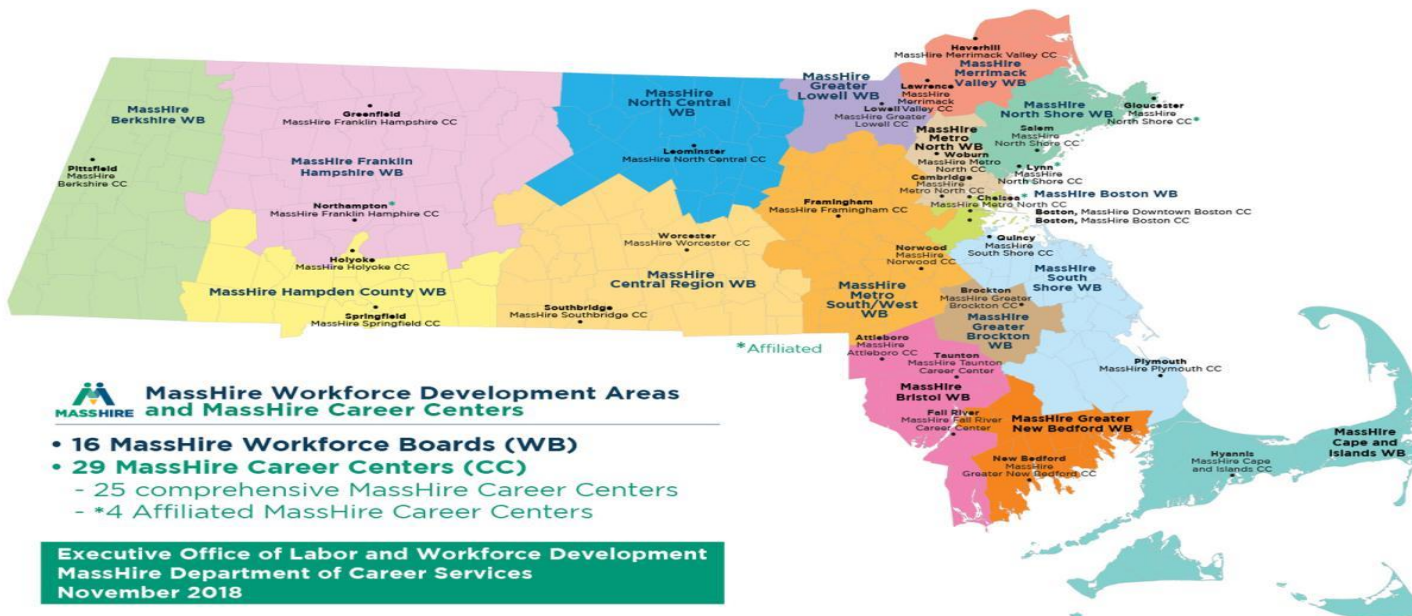 MassHire
Berkshire WB
Pittsfield
MassHire
Berkshire CC
Greenfield
MassHire Franklin Hampshire CC
MassHire Franklin
Hampshire WB
Northampton*
MassHire Franklin Hamphire CC
Holyoke
MassHire Holyoke CC
MassHire Hampden County WB
Springfield
MassHire Springfield CC
MassHire
North Central
WB
Leominster
MassHire North Central CC
Worcester
MassHire Worcester CC
MassHire
Central Region WB
Southbridge
MassHire Southbridge CC
MassHire
Greater
Lowell WB
Lowell
MassHire Greater
Lowell CC
Haverhill
MassHire Merrimack Valley CC
MassHire
Merrimack
Valley WB
Lawrence
MassHire
Merrimack
Valley CC
MassHire
North Shore WB
Gloucester
MassHire
North Shore CC*
Salem
MassHire
North Shore CC
Lynn*
MassHire
North Shore CC
MassHire
Metro
North WB
Woburn
MassHire Metro
North CC
Cambridge
MassHire
Metro North CC
Chelsea*
MassHire Metro North CC
MassHire Boston WB
Boston, MassHire Downtown Boston CC
Boston, MassHire Boston CC
Framingham
MassHire Framingham CC
Norwood
MassHire
Norwood CC
MassHire
Metro
South/West
WB
Quincy
MassHire
South Shore CC
MassHire
South
Shore WB
Brockton
MassHire Greater
Brockton CC
MassHire
Greater
Brockton
WB
*Affiliated
Attleboro
MassHire
Attleboro CC
Taunton
MassHire Taunton
Career Center
MassHire
Bristol WB
Fall River
MassHire Fall River
Career Center
Plymouth
MassHire Plymouth CC
MassHire Greater
New Bedford WB
New Bedford
MassHire
Greater New Bedford CC
Hyannis
MassHire Cape
and Islands CC
MassHire
Cape and
Islands WB
MASSHIRE
MassHire Workforce Development Areas
and MassHire Career Centers
• 16 MassHire Workforce Boards (WB)
• 29 MassHire Career Centers (CC)
- 25 comprehensive MassHire Career Centers
- *4 Affiliated MassHire Career Centers
Executive Office of Labor and Workforce Development
MassHire Department of Career Services
November 2018